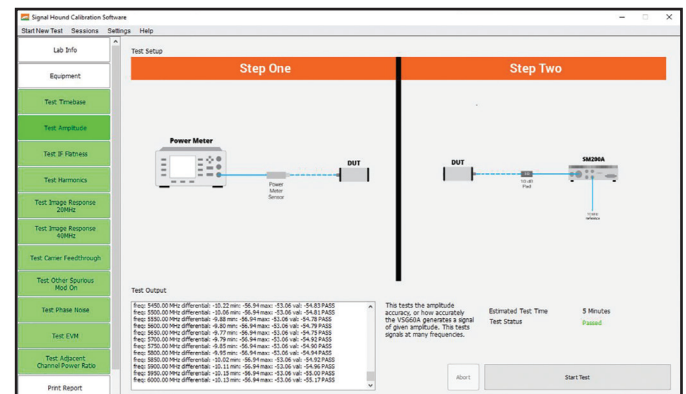 Signal Hound Calibration Software
Start New Test Sessions Settings Help
Lab Info
Equipment
Test Timebase
Test Amplitude
Test IF Flatness
Test Harmonics
Test Image Response
20MHz
Test Image Response
40MHz
Test Carrier Feedthrough
Test Other Spurious
Mod On
Test Phase Noise
Test EVM
Test Adjacent
Channel Power Ratio
Print Report
Test Setup
Step One
Power Meter
DUT
Power
Meter
Sensor
Step Two
DUT
10 dB
Pad
SM200A
Test Output
freq: 5450.00 MHz differential: -10.22 min: -56.94 max: -53.06 val: -54.83 PASS
freq: 5500.00 MHz differential: -10.06 min: -56.94 max: -53.06 val: -54.81 PASS
freq: 5550.00 MHz differential: -9.88 min: -56.94 max: -53.06 val: -54.78 PASS
freq: 5600.00 MHz differential: -9.80 min: -56.94 max: -53.06 val: -54.79 PASS
freq: 5650.00 MHz differential: -9.77 min: -56.94 max: -53.06 val: -54.75 PASS
freq: 5700.00 MHz differential: -9.79 min: -56.94 max: -53.06 val: -54.92 PASS
freq: 5750.00 MHz differential: -9.85 min: -56.94 max: -53.06 val: -54.90 PASS
freq: 5800.00 MHz differential: -9.95 min: -56.94 max: -53.06 val: -54.94 PASS
freq: 5850.00 MHz differential: -10.02 min: -56.94 max: -53.06 val: -54.92 PASS
freq: 5900.00 MHz differential: -10.11 min: -56.94 max: -53.06 val: -54.96 PASS
freq: 5950.00 MHz differential: -10.15 min: -56.94 max: -53.06 val: -55.00 PASS
freq: 6000.00 MHz differential: -10.13 min: -56.94 max: -53.06 val: -55.17 PASS
This tests the amplitude
accuracy, or how accurately
the VSG60A generates a signal
of given amplitude. This tests
signals at many frequencies.
Estimated Test Time 5 Minutes
Test Status Passed
Abort
Start Test